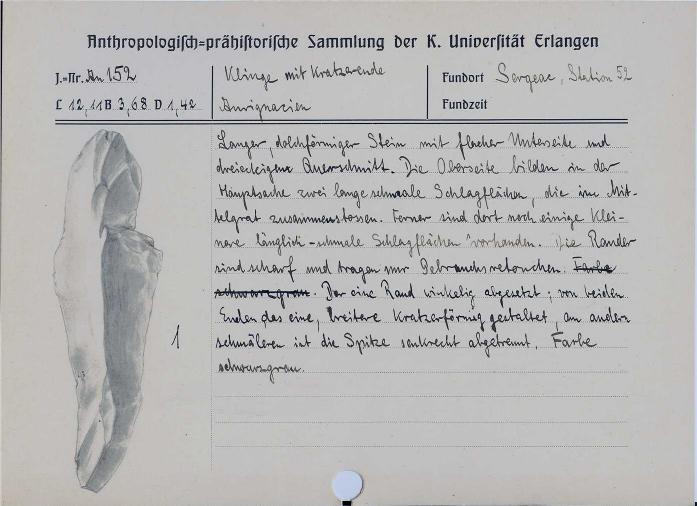 Anthropologisch=prähistorische Sammlung der K. Universität Erlangen
J.=Nr. An 152
L 12,11 B 3,68 D 1,42
Klinge mit Kratzerende
Aurignacien
Fundort Sergeac, Station 52
Fundzeit
Langer, dolchförmiger Stein mit flacher Unterseite und
dreieckigem Querschnitt. Die Oberseite bilden in der
Hauptsache zwei lange schmale Schlagflächen, die im Mit-
telgrat zusammenstossen. Ferner sind dort noch einige klei-
nere länglich-schmale Schlagflächen vorhanden. Die Ränder
sind scharf und tragen nur Gebrauchsretouchen. Farbe
schwarzgrau. Der eine Rand winkelig abgesetzt; von beiden
Enden das eine, breitere Kratzerförmig gestaltet, am andern
schmäleren ist die Spitze senkrecht abgetrennt. Farbe
schwarzgrau.
1